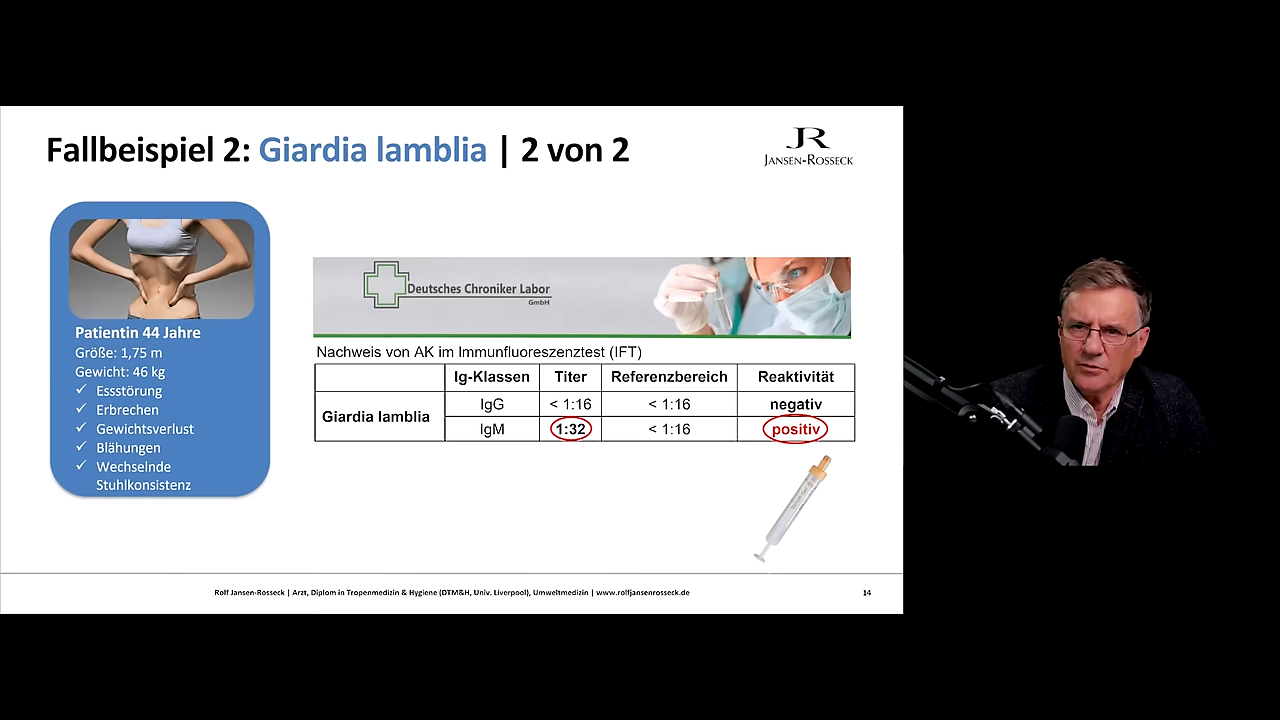 Fallbeispiel 2: Giardia lamblia | 2 von 2
JR
JANSEN-ROSSECK
Patientin 44 Jahre
Größe: 1,75 m
Gewicht: 46 kg
✓ Essstörung
✓ Erbrechen
✓ Gewichtsverlust
✓ Blähungen
✓ Wechselnde
Stuhlkonsistenz
Deutsches Chroniker Labor
GmbH
Nachweis von AK im Immunfluoreszenztest (IFT)
Ig-Klassen Titer Referenzbereich Reaktivität
Giardia lamblia
IgG < 1:16 < 1:16 negativ
IgM 1:32 < 1:16 positiv
Rolf Jansen-Rosseck | Arzt, Diplom in Tropenmedizin & Hygiene (DTM&H, Univ. Liverpool), Umweltmedizin | www.rolfjansenrosseck.de
14